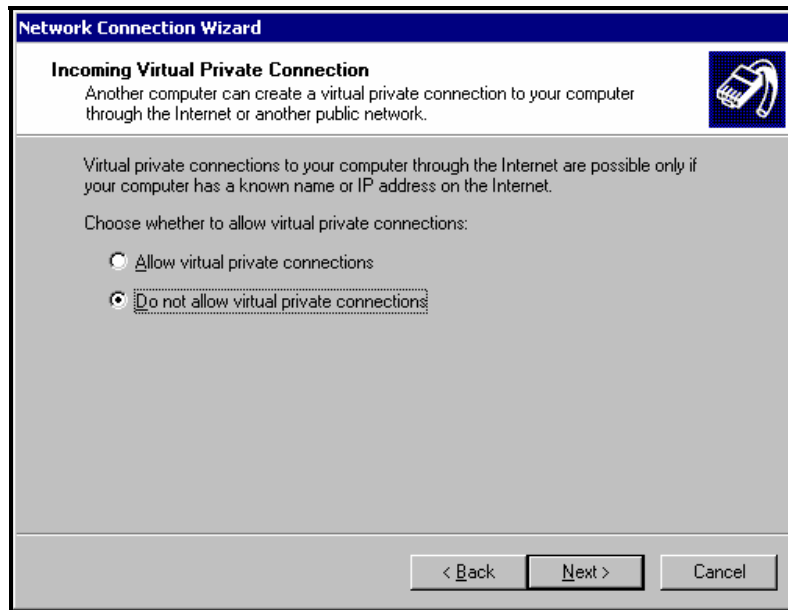 Network Connection Wizard
Incoming Virtual Private Connection
Another computer can create a virtual private connection to your computer
through the Internet or another public network.
Virtual private connections to your computer through the Internet are possible only if
your computer has a known name or IP address on the Internet.
Choose whether to allow virtual private connections:
Allow virtual private connections
Do not allow virtual private connections
< Back
Next >
Cancel